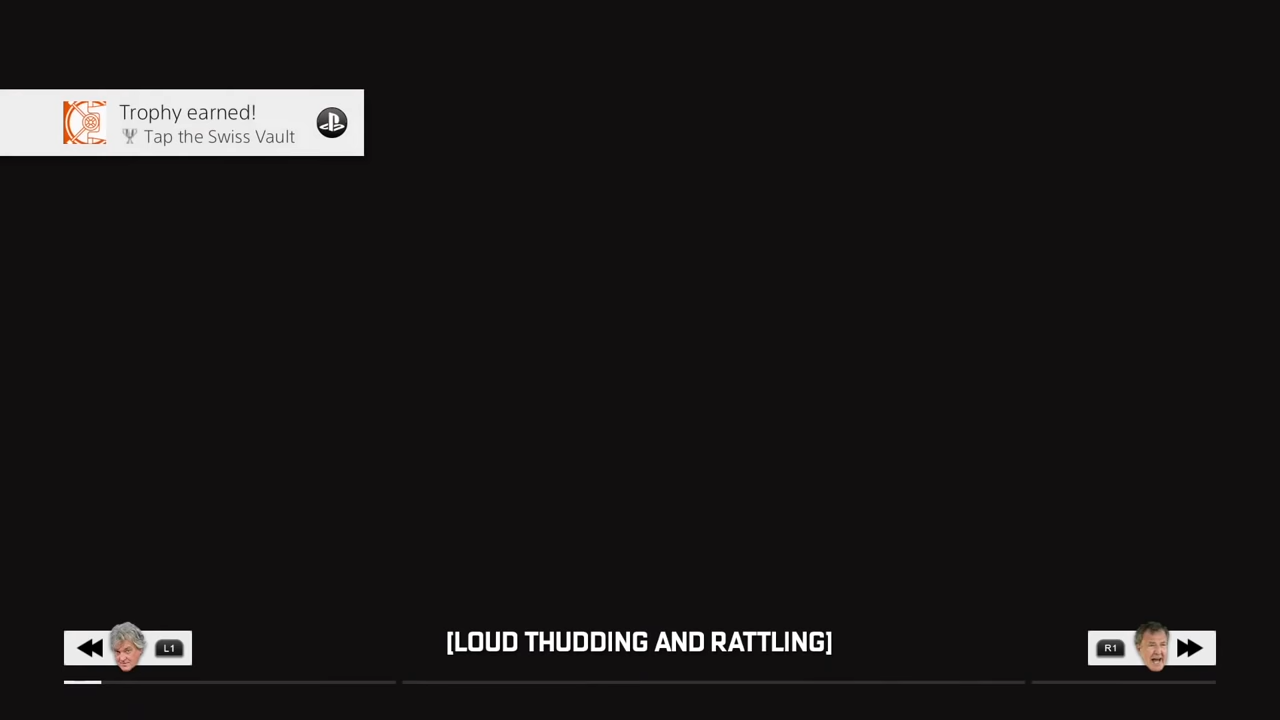 Trophy earned!
Tap the Swiss Vault
L1
[LOUD THUDDING AND RATTLING]
R1